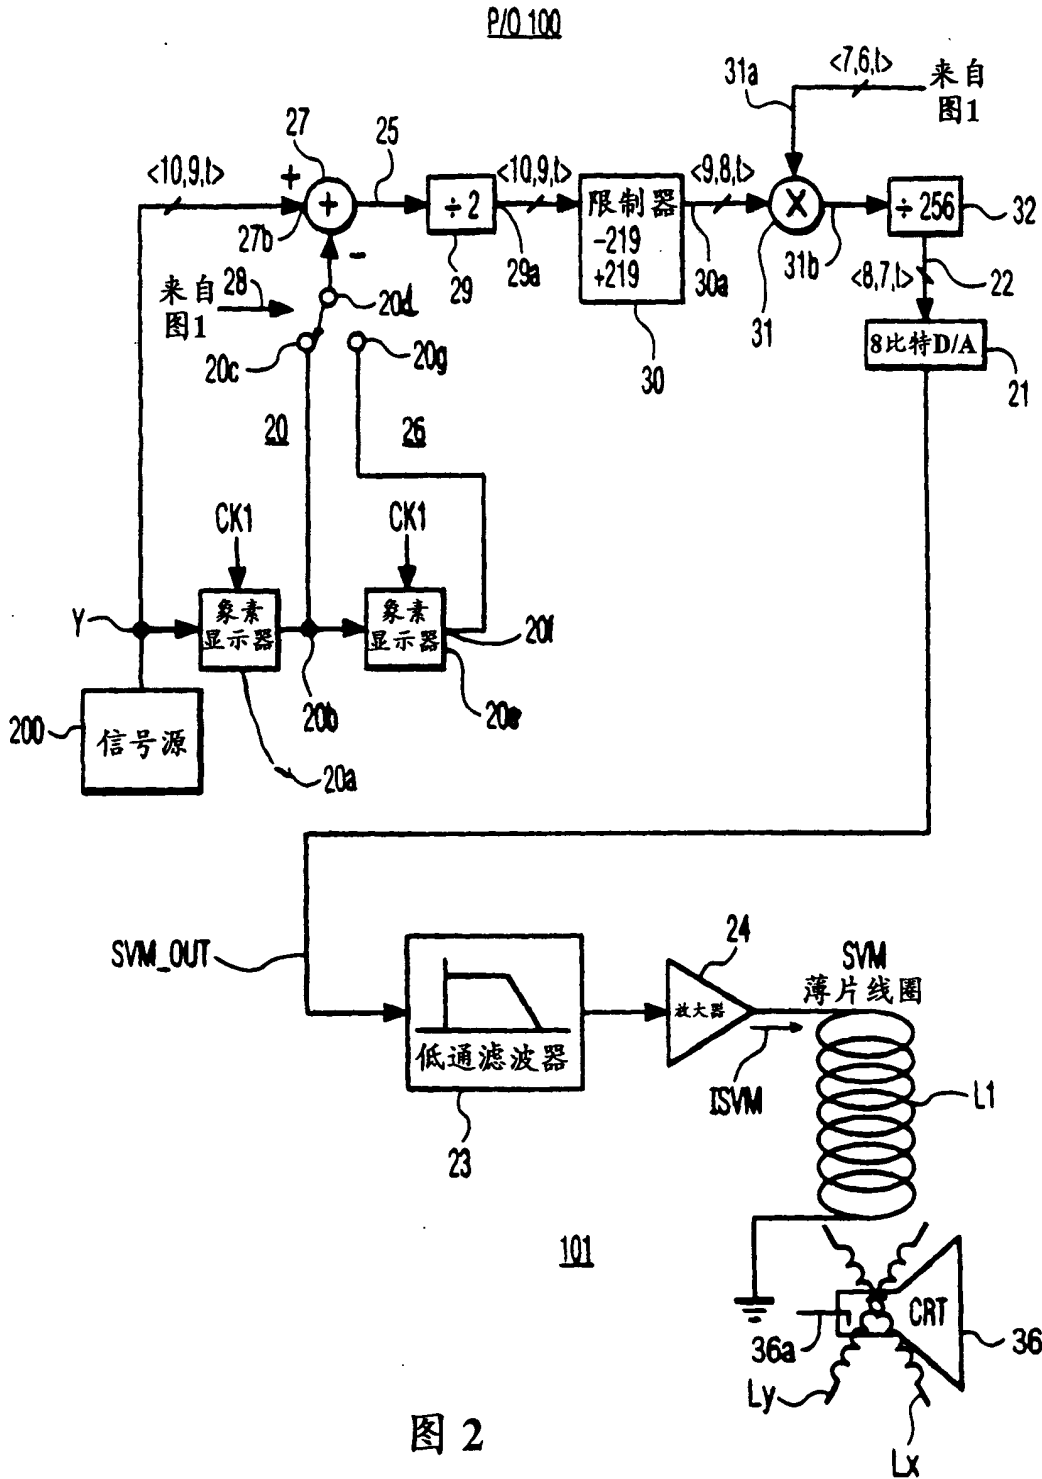 P/O 100
<7,6,t>
来自
图1
31a
27
25
<10,9,t>
+
+
27b
÷2
29
<10,9,t>
29a
限制器
-219
+219
30
<9,8,t>
30a
X
31
31b
÷256
32
<8,7,t>
22
8比特D/A
21
-
来自
图1
28
20d
20c
20g
20
26
CK1
CK1
Y
象素
显示器
象素
显示器
20f
20e
20b
20a
200
信号源
SVM_OUT
低通滤波器
23
24
放大器
ISVM
SVM
薄片线圈
L1
101
CRT
36
36a
Ly
Lx
图 2